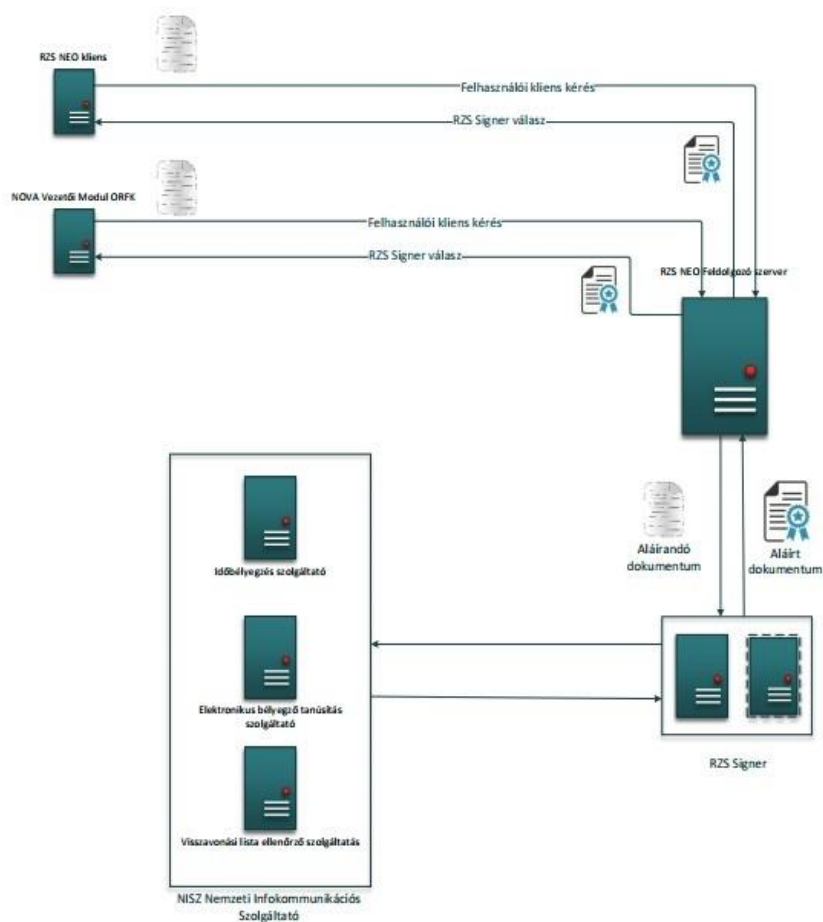 RZS NEO kliens
Felhasználói kliens kérés
RZS Signer válasz
NOVA Vezetői Modul ORFK
Felhasználói kliens kérés
RZS Signer válasz
RZS NEO Feldolgozó szerver
Aláírandó
dokumentum
Aláírt
dokumentum
Időbélyegzés szolgáltató
Elektronikus bélyegző tanúsítás
szolgáltató
Visszavonási lista ellenőrző szolgáltatás
RZS Signer
NISZ Nemzeti Infokommunikációs
Szolgáltató